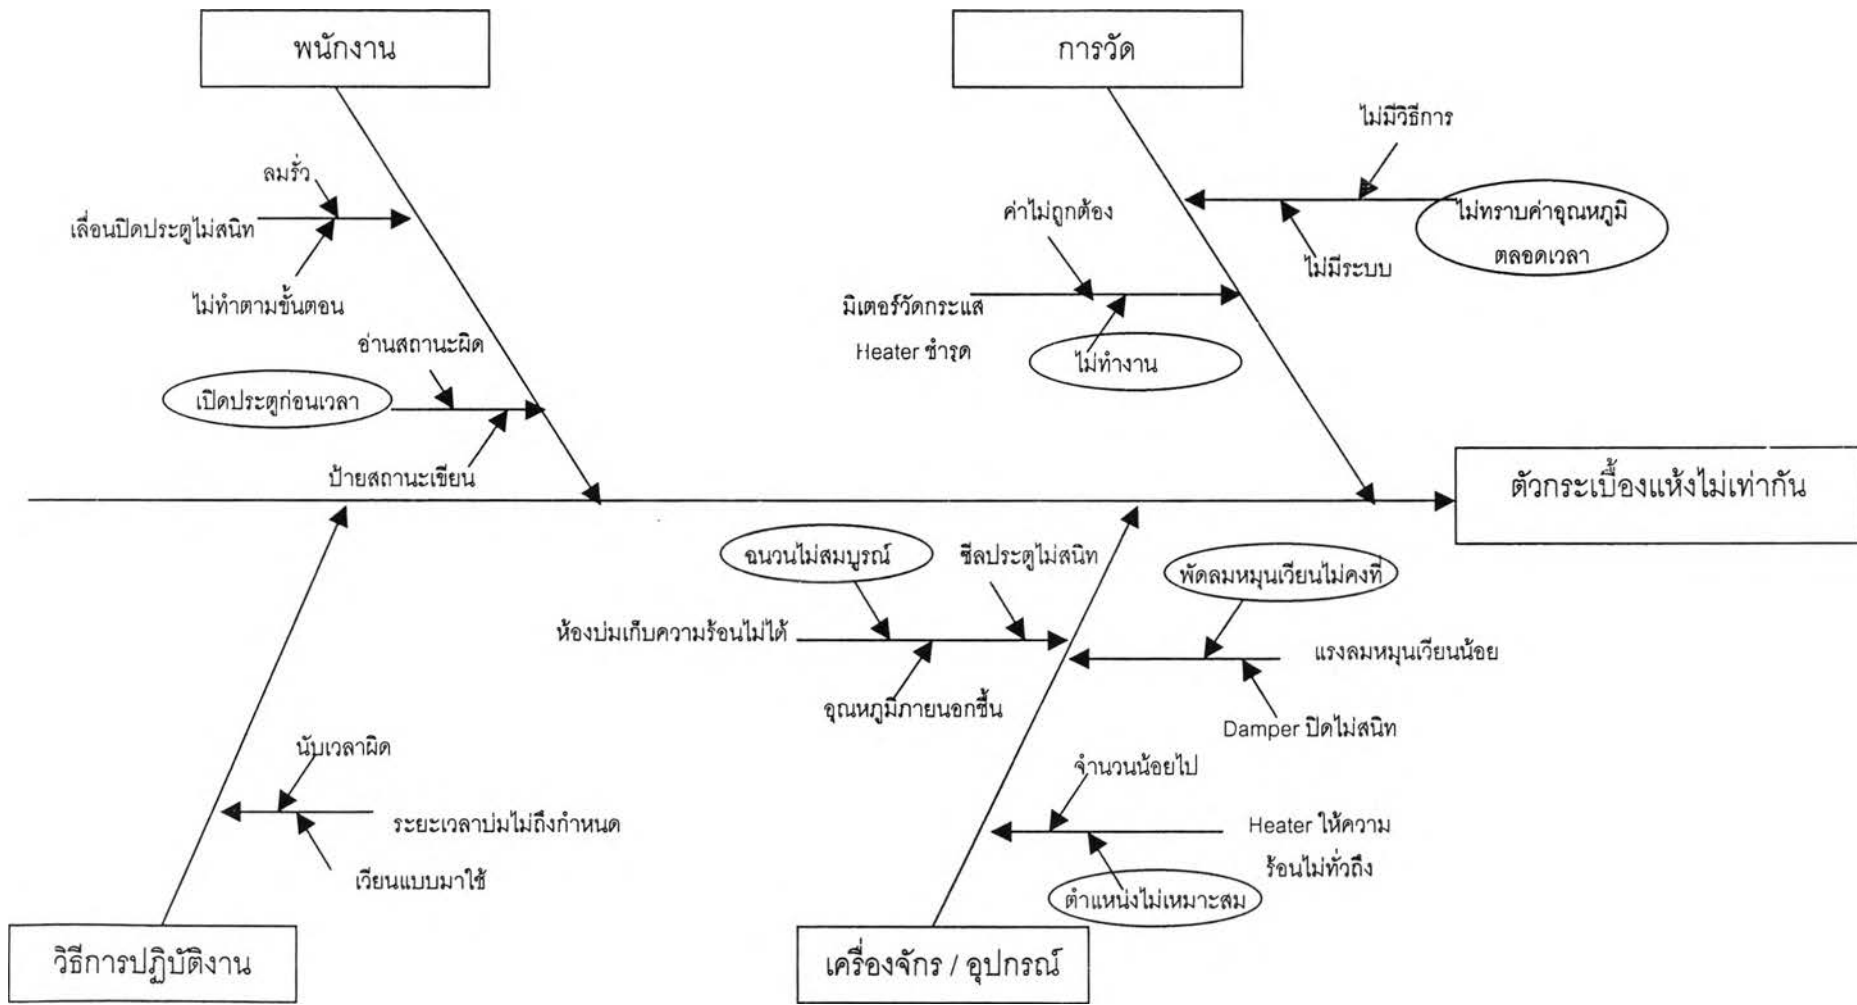 พนักงาน
การวัด
ไม่มีวิธีการ
ลมรั่ว
เลื่อนปิดประตูไม่สนิท
ค่าไม่ถูกต้อง
ไม่ทราบค่าอุณหภูมิ
ตลอดเวลา
ไม่มีระบบ
ไม่ทำตามขั้นตอน
มิเตอร์วัดกระแส
Heater ชำรุด
อ่านสถานะผิด
ไม่ทำงาน
เปิดประตูก่อนเวลา
ป้ายสถานะเขียน
ตัวกระเบื้องแห้งไม่เท่ากัน
ฉนวนไม่สมบูรณ์
ซีลประตูไม่สนิท
พัดลมหมุนเวียนไม่คงที่
ห้องบ่มเก็บความร้อนไม่ได้
แรงลมหมุนเวียนน้อย
อุณหภูมิภายนอกชื้น
Damper ปิดไม่สนิท
นับเวลาผิด
จำนวนน้อยไป
ระยะเวลาบ่มไม่ถึงกำหนด
Heater ให้ความ
ร้อนไม่ทั่วถึง
เวียนแบบมาใช้
ตำแหน่งไม่เหมาะสม
วิธีการปฏิบัติงาน
เครื่องจักร / อุปกรณ์